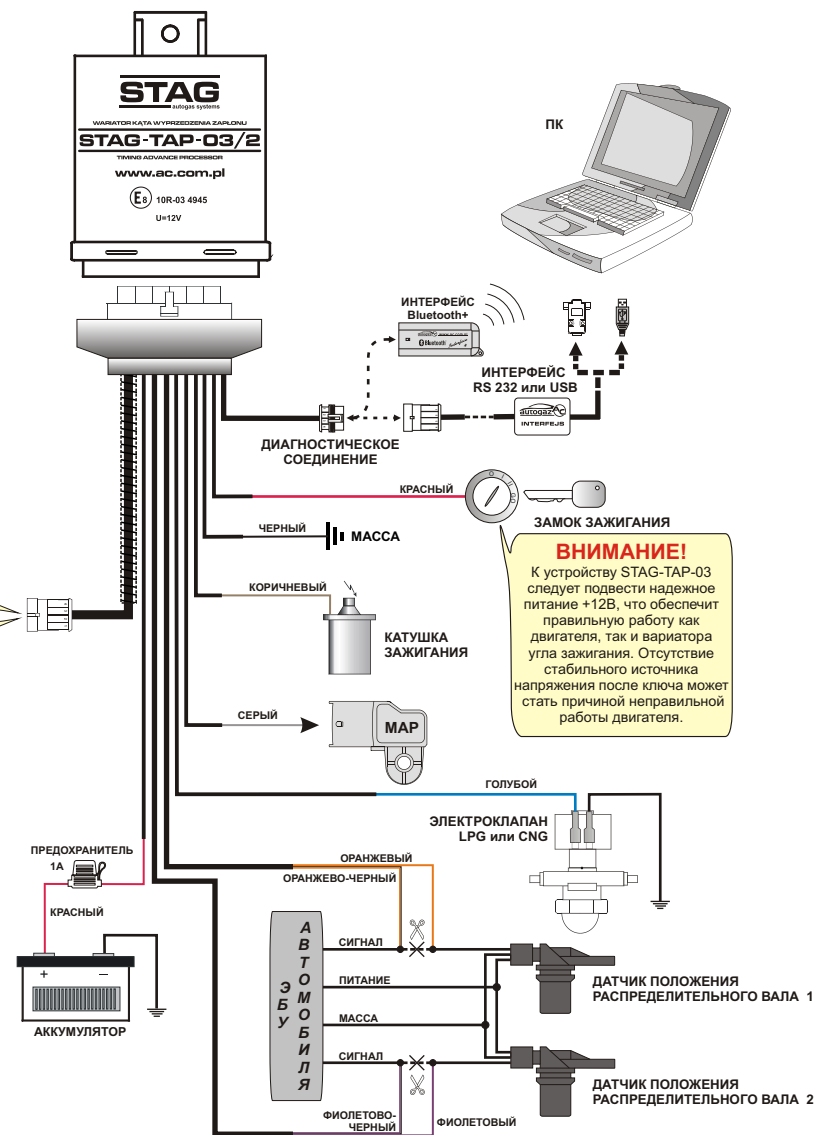 STAG
autogas systems
WARIATOR KĄTA WYPRZEDZENIA ZAPŁONU
STAG-TAP-03/2
TIMING ADVANCE PROCESSOR
www.ac.com.pl
E8 10R-03 4945
U=12V
ПК
ИНТЕРФЕЙС
Bluetooth+
Bluetooth
ИНТЕРФЕЙС
RS 232 или USB
autogaz AC
INTERFEJS
ДИАГНОСТИЧЕСКОЕ
СОЕДИНЕНИЕ
КРАСНЫЙ
ЗАМОК ЗАЖИГАНИЯ
ЧЕРНЫЙ
МАССА
ВНИМАНИЕ!
К устройству STAG-TAP-03
следует подвести надежное
питание +12В, что обеспечит
правильную работу как
двигателя, так и вариатора
угла зажигания. Отсутствие
стабильного источника
напряжения после ключа может
стать причиной неправильной
работы двигателя.
КОРИЧНЕВЫЙ
КАТУШКА
ЗАЖИГАНИЯ
СЕРЫЙ
MAP
ГОЛУБОЙ
ЭЛЕКТРОКЛАПАН
LPG или CNG
ПРЕДОХРАНИТЕЛЬ
1А
КРАСНЫЙ
+ –
АККУМУЛЯТОР
ОРАНЖЕВЫЙ
ОРАНЖЕВО-ЧЕРНЫЙ
ЭБУ
АВТОМОБИЛЯ
СИГНАЛ
ПИТАНИЕ
МАССА
СИГНАЛ
ДАТЧИК ПОЛОЖЕНИЯ
РАСПРЕДЕЛИТЕЛЬНОГО ВАЛА 1
ДАТЧИК ПОЛОЖЕНИЯ
РАСПРЕДЕЛИТЕЛЬНОГО ВАЛА 2
ФИОЛЕТОВО-
ЧЕРНЫЙ
ФИОЛЕТОВЫЙ